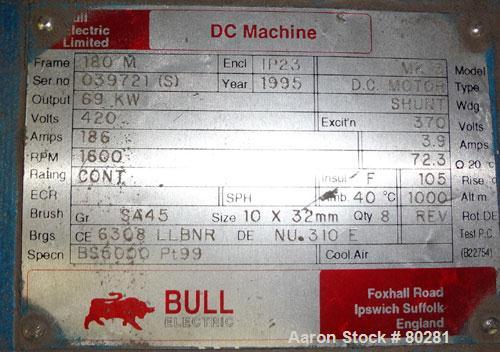 Bull DC Machine
Electric
Limited
Frame 180 M Encl IP23 Model
Ser no 039721 (S) Year 1995 D.C. MOTOR Type
Output 69 KW SHUNT Wdg
Volts 420 Excit'n 370 Volts
Amps 186 3.9 Amps
RPM 1600 72.3 Ω 20 °C
Rating CONT Insul F 105 Rise °C
ECR SPH Amb. 40 °C 1000 Alt m
Brush Gr SA45 Size 10 X 32mm Qty 8 REV Rot DE
Brgs CE 6308 LLBNR DE NU.310 E Test P.C.
Specn BS5000 Pt99 Cool.Air (B22754)
BULL
ELECTRIC
Foxhall Road
Ipswich Suffolk
England
Aaron Stock # 80281